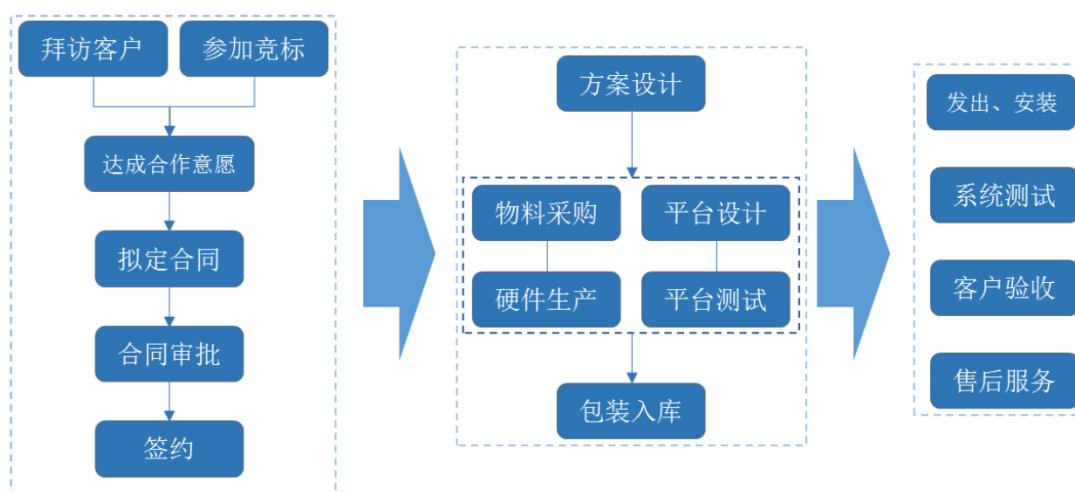 拜访客户
参加竞标
达成合作意愿
拟定合同
合同审批
签约
方案设计
物料采购
平台设计
硬件生产
平台测试
包装入库
发出、安装
系统测试
客户验收
售后服务